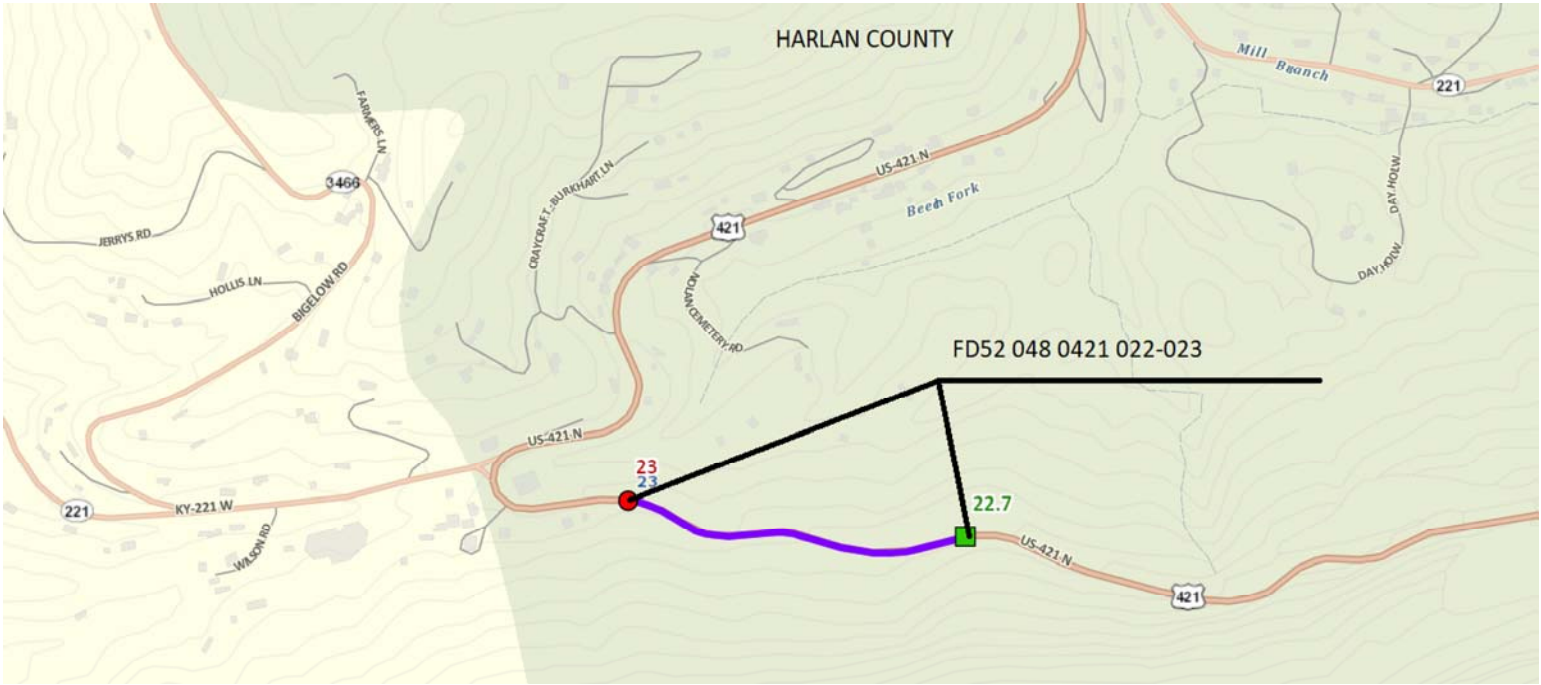 HARLAN COUNTY
Mill Branch
221
FARMERS LN
3466
JERRYS RD
HOLLIS LN
BIGELOW RD
CRAYCRAFT-BURKHART LN
US-421 N
421
Beech Fork
NOLAN CEMETERY RD
DAY HOLW
DAY HOLW
FD52 048 0421 022-023
US-421 N
23
23
22.7
221
KY-221 W
WILSON RD
US-421 N
421